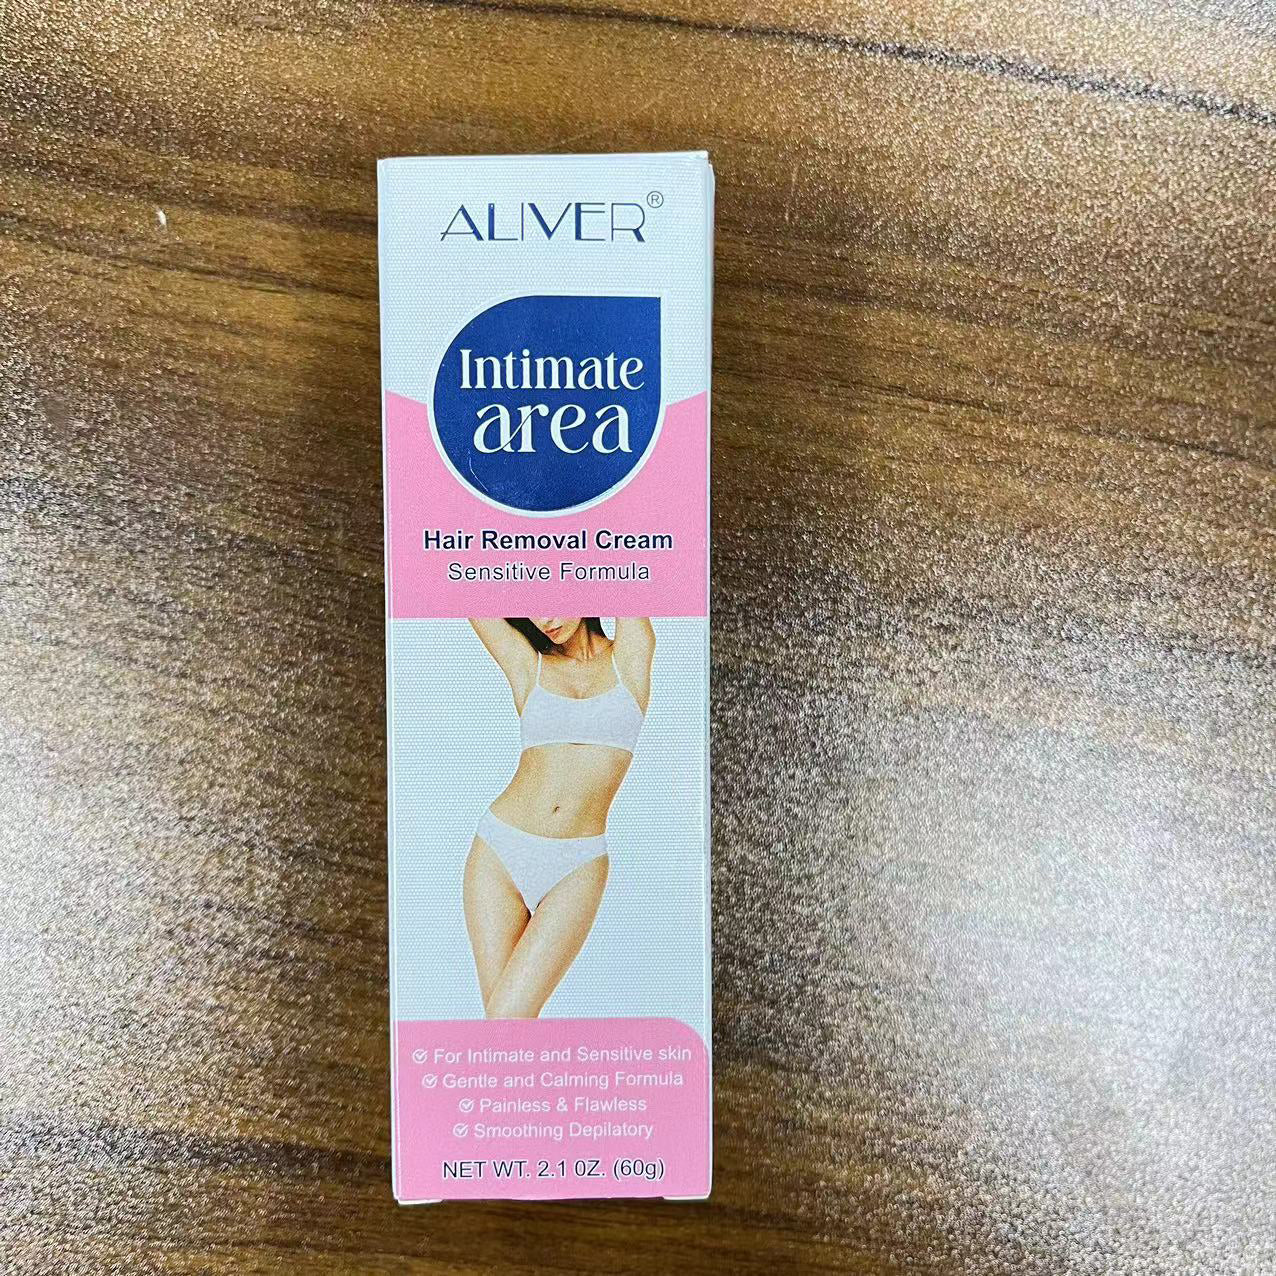 ALIVER®
Intimate
area
Hair Removal Cream
Sensitive Formula
For Intimate and Sensitive skin
Gentle and Calming Formula
Painless & Flawless
Smoothing Depilatory
NET WT. 2.1 0Z. (60g)